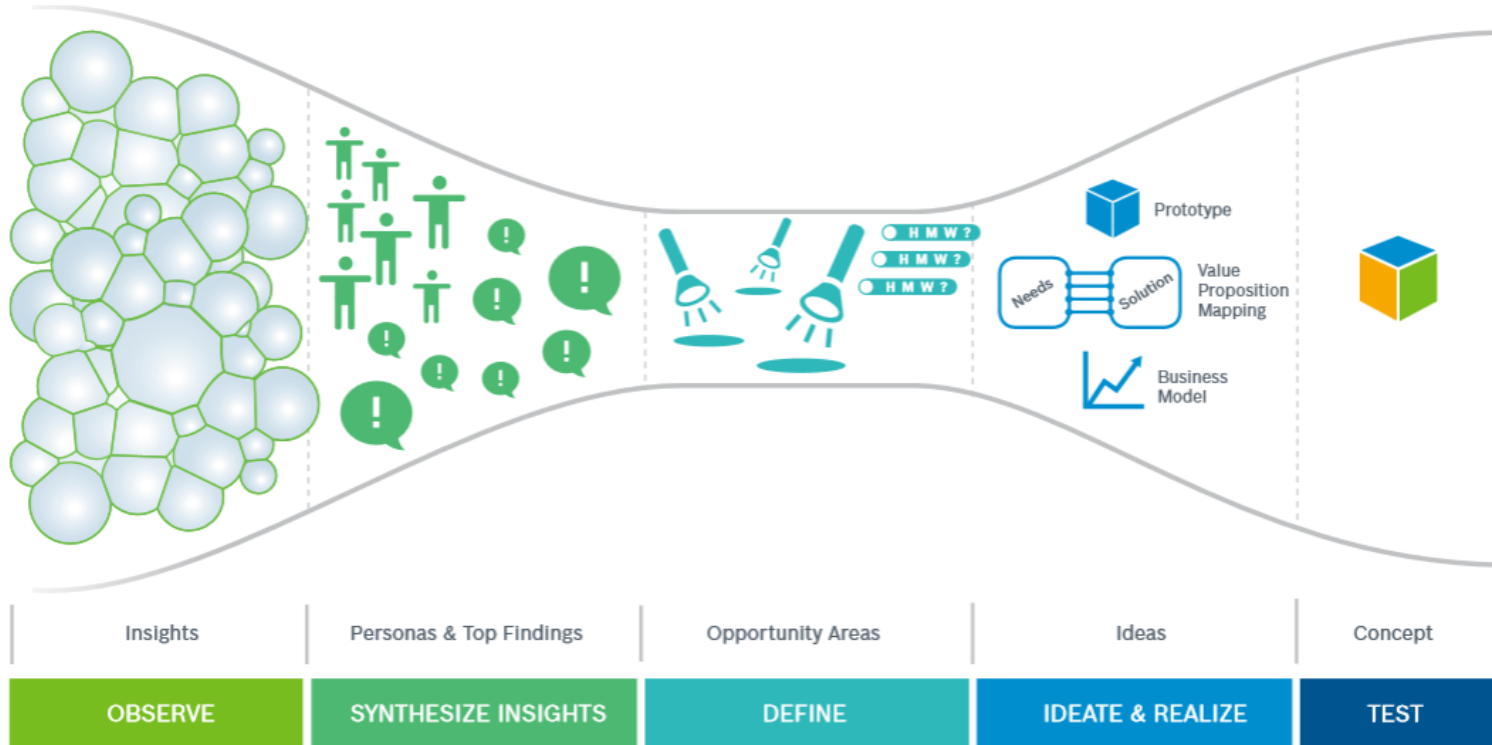 !
!
!
!
!
!
!
!
H M W ?
H M W ?
H M W ?
Prototype
Needs
Solution
Value
Proposition
Mapping
Business
Model
Insights
Personas & Top Findings
Opportunity Areas
Ideas
Concept
OBSERVE
SYNTHESIZE INSIGHTS
DEFINE
IDEATE & REALIZE
TEST